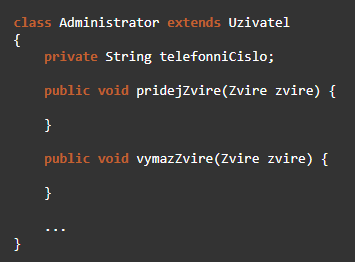 class Administrator extends Uzivatel
{
    private String telefonniCislo;
    public void pridejZvire(Zvire zvire) {
    }
    public void vymazZvire(Zvire zvire) {
    }
    ...
}